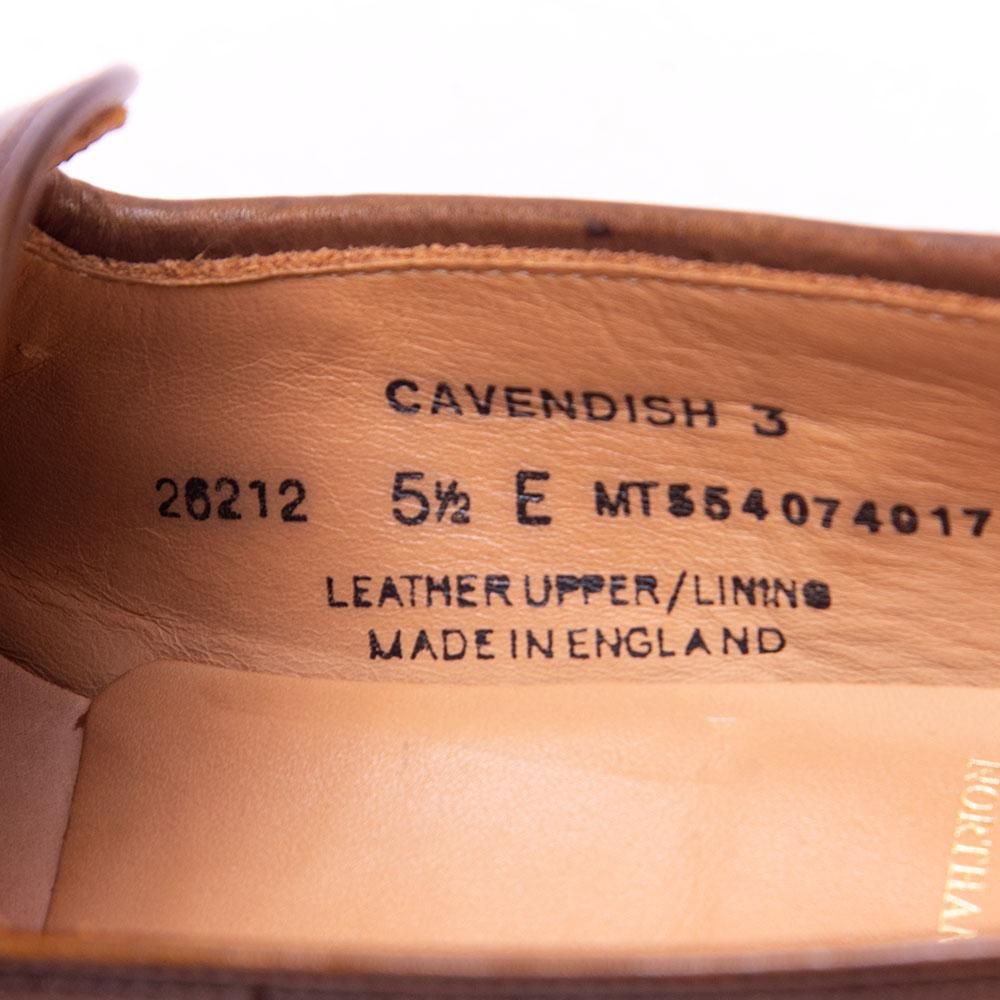 CAVENDISH 3
26212 5½ E MT554074017
LEATHER UPPER/LINING
MADE IN ENGLAND